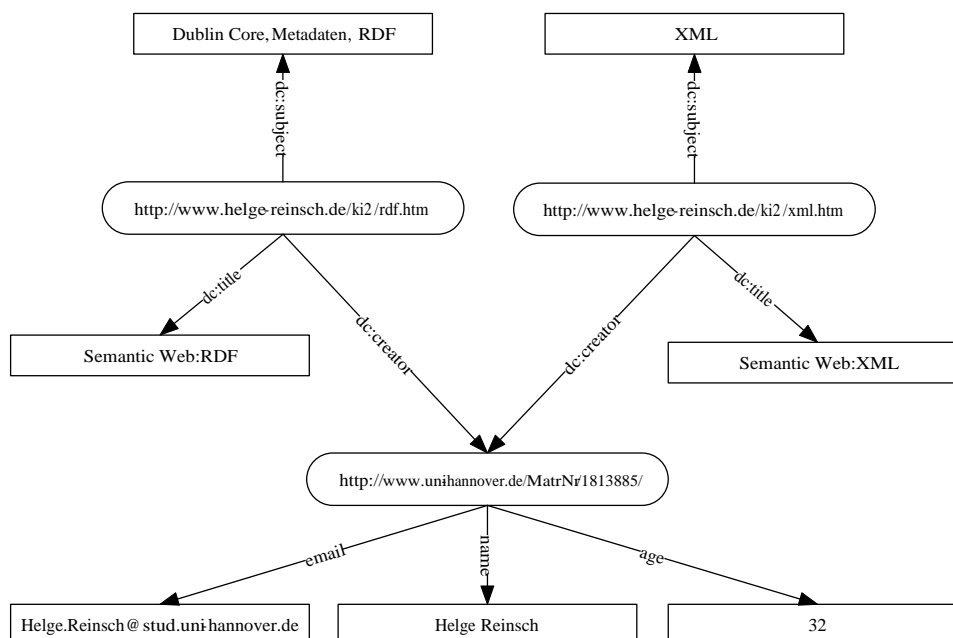 Dublin Core, Metadaten, RDF
XML
dc:subject
dc:subject
http://www.helge-reinsch.de/ki2/rdf.htm
http://www.helge-reinsch.de/ki2/xml.htm
dc:title
dc:creator
dc:creator
dc:title
Semantic Web:RDF
Semantic Web:XML
http://www.uni-hannover.de/MatrNr/1813885/
email
name
age
Helge.Reinsch@stud.uni-hannover.de
Helge Reinsch
32